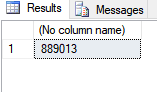 Results Messages
(No column name)
1 889013